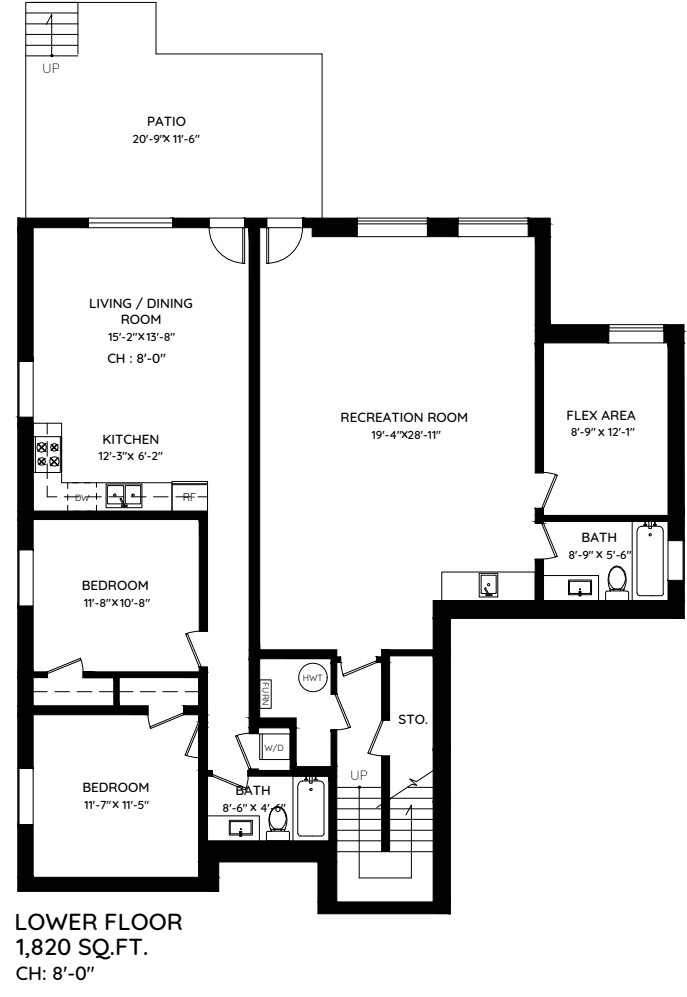 UP
PATIO
20'-9"X 11'-6"
LIVING / DINING
ROOM
15'-2"X13'-8"
CH : 8'-0"
KITCHEN
12'-3"X 6'-2"
DW
RF
RECREATION ROOM
19'-4"X28'-11"
FLEX AREA
8'-9" X 12'-1"
BATH
8'-9" X 5'-6"
BEDROOM
11'-8"X10'-8"
FURN
HWT
W/D
STO.
UP
BEDROOM
11'-7"X 11'-5"
BATH
8'-6" X 4'-6"
LOWER FLOOR
1,820 SQ.FT.
CH: 8'-0"